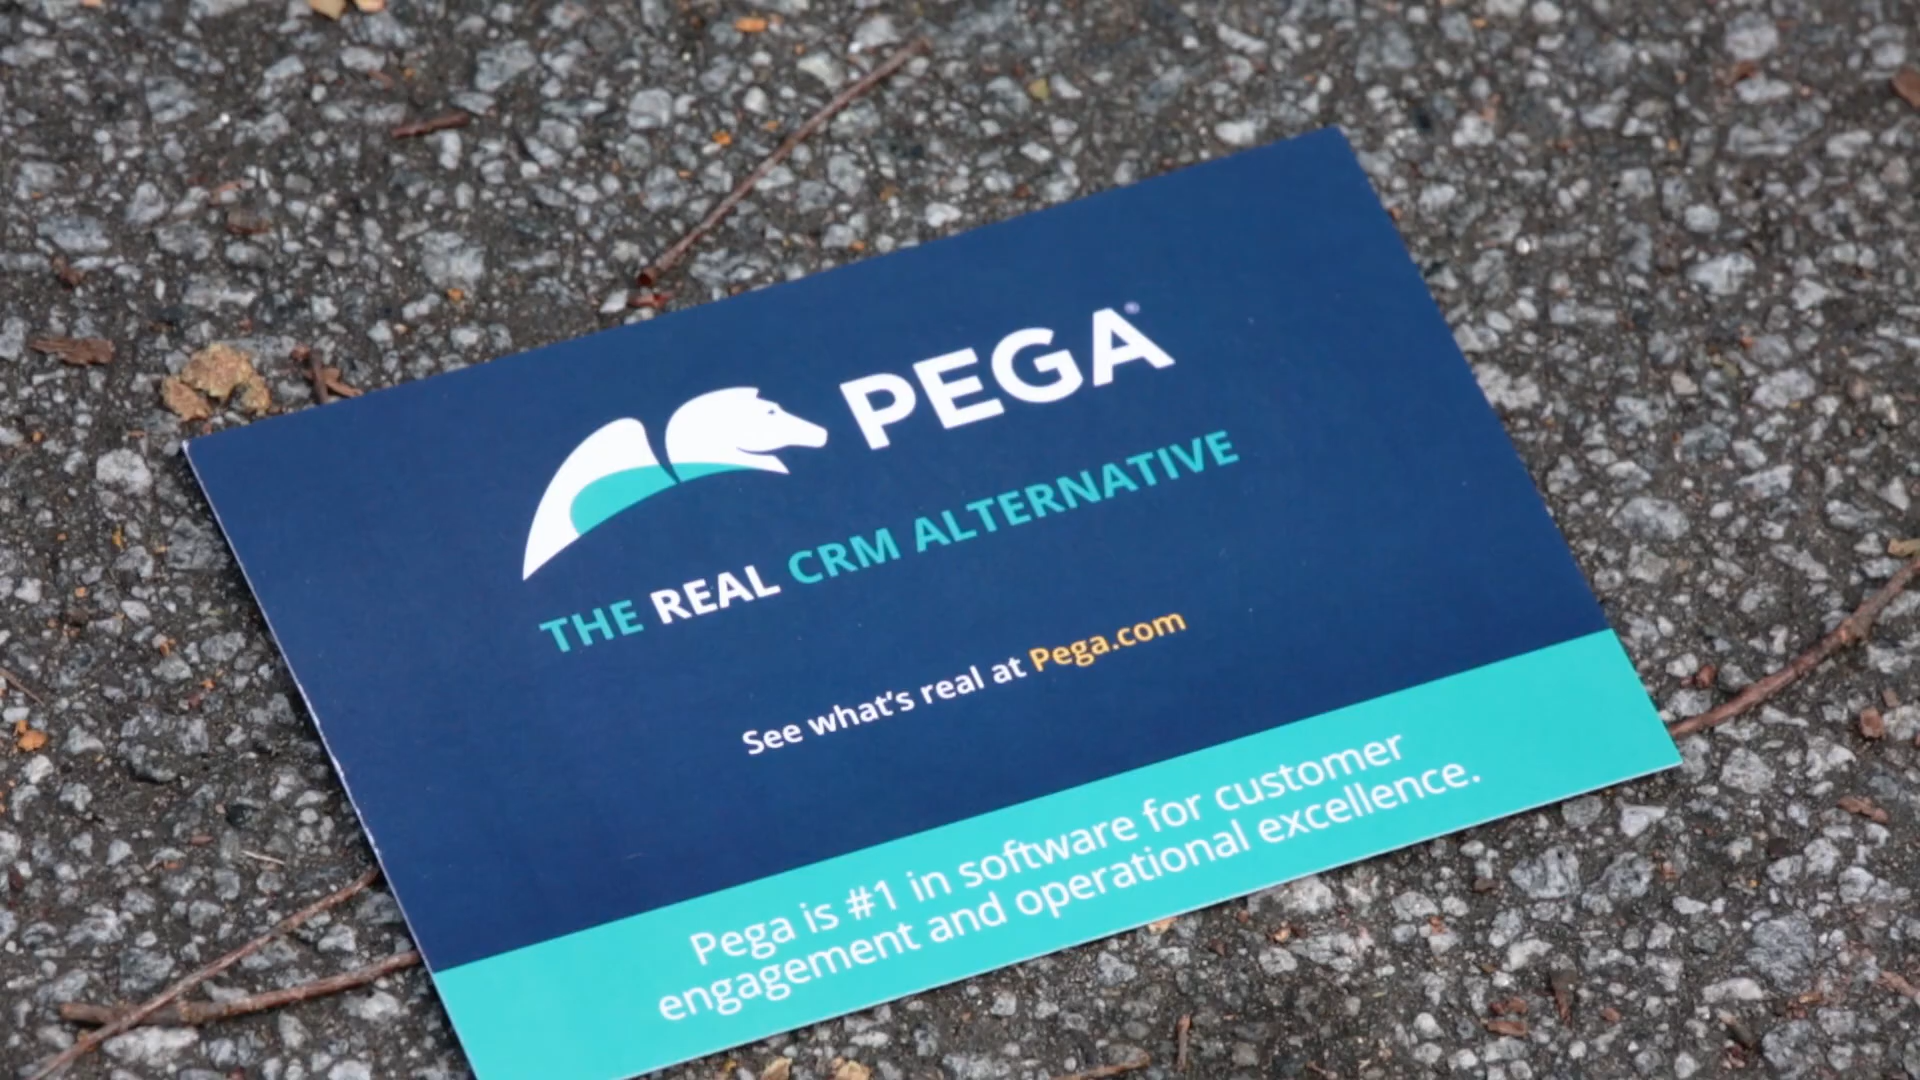 PEGA
THE REAL CRM ALTERNATIVE
See what's real at Pega.com
Pega is #1 in software for customer
engagement and operational excellence.